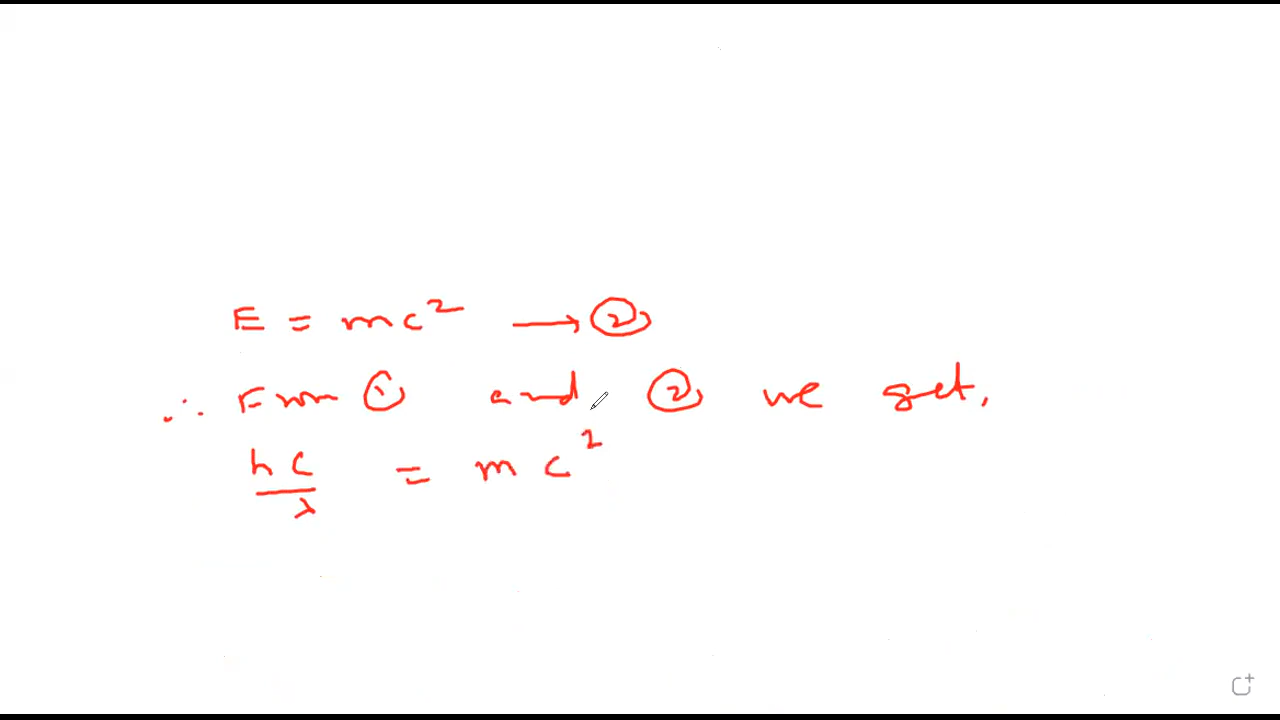 E = mc² → ②
∴ From ① and ② we get,
hc/λ = mc²